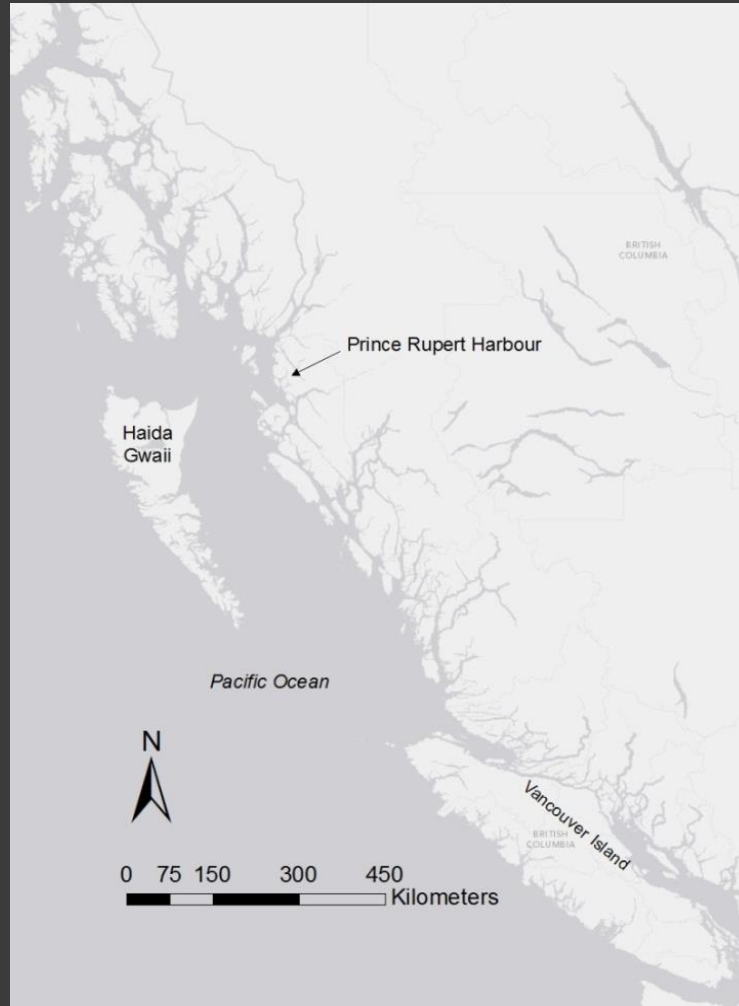 BRITISH
COLUMBIA
Prince Rupert Harbour
Haida
Gwaii
Pacific Ocean
N
Vancouver Island
BRITISH
COLUMBIA
0 75 150 300 450
Kilometers